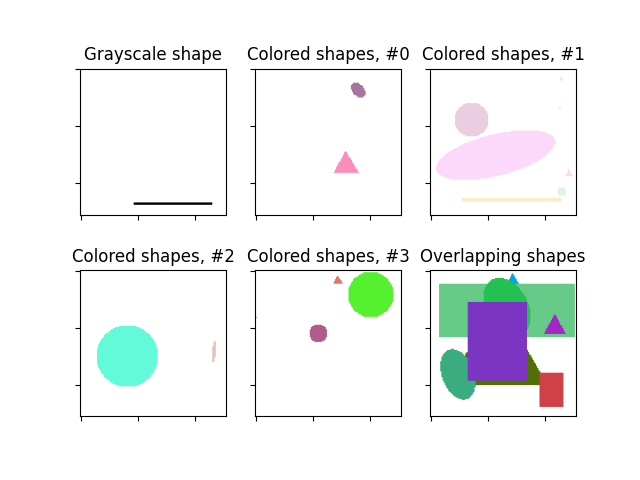 Grayscale shape
Colored shapes, #0
Colored shapes, #1
Colored shapes, #2
Colored shapes, #3
Overlapping shapes